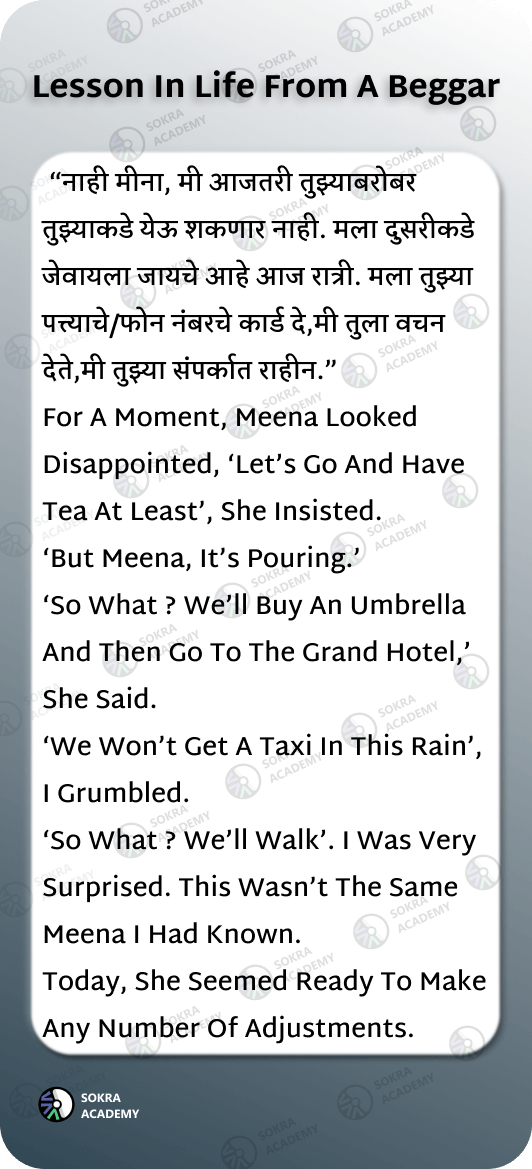 Lesson In Life From A Beggar
“नाही मीना, मी आजतरी तुझ्याबरोबर
तुझ्याकडे येऊ शकणार नाही. मला दुसरीकडे
जेवायला जायचे आहे आज रात्री. मला तुझ्या
पत्त्याचे/फोन नंबरचे कार्ड दे,मी तुला वचन
देते,मी तुझ्या संपर्कात राहीन.”
For A Moment, Meena Looked
Disappointed, ‘Let’s Go And Have
Tea At Least’, She Insisted.
‘But Meena, It’s Pouring.’
‘So What ? We’ll Buy An Umbrella
And Then Go To The Grand Hotel,’
She Said.
‘We Won’t Get A Taxi In This Rain’,
I Grumbled.
‘So What ? We’ll Walk’. I Was Very
Surprised. This Wasn’t The Same
Meena I Had Known.
Today, She Seemed Ready To Make
Any Number Of Adjustments.
SOKRA
ACADEMY